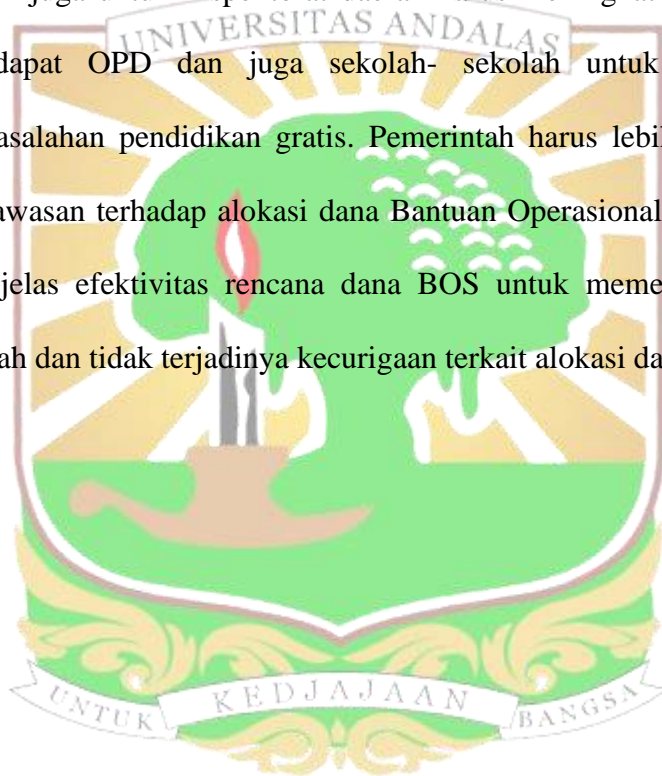 juga untuk
UNIVERSITAS ANDALAS
dapat OPD dan juga sekolah- sekolah untuk
asalahan pendidikan gratis. Pemerintah harus lebih
awasan terhadap alokasi dana Bantuan Operasional
jelas efektivitas rencana dana BOS untuk meme
ah dan tidak terjadinya kecurigaan terkait alokasi da
UNTUK KEDJAJAAN BANGSA